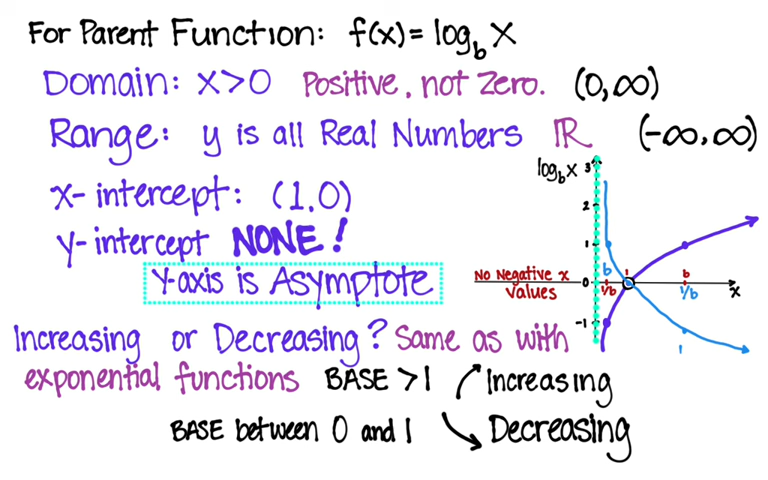 For Parent Function: f(x) = log_b X
Domain: x>0 Positive, not Zero. (0,∞)
Range: y is all Real Numbers ℝ (-∞,∞)
x-intercept: (1,0)
y-intercept NONE!
Y-axis is Asymptote
Increasing or Decreasing? Same as with
exponential functions BASE >1 Increasing
BASE between 0 and 1 Decreasing
log_b X
3
2
1
0
-1
No Negative x
Values
b
1/b
1
b
1/b
1
x